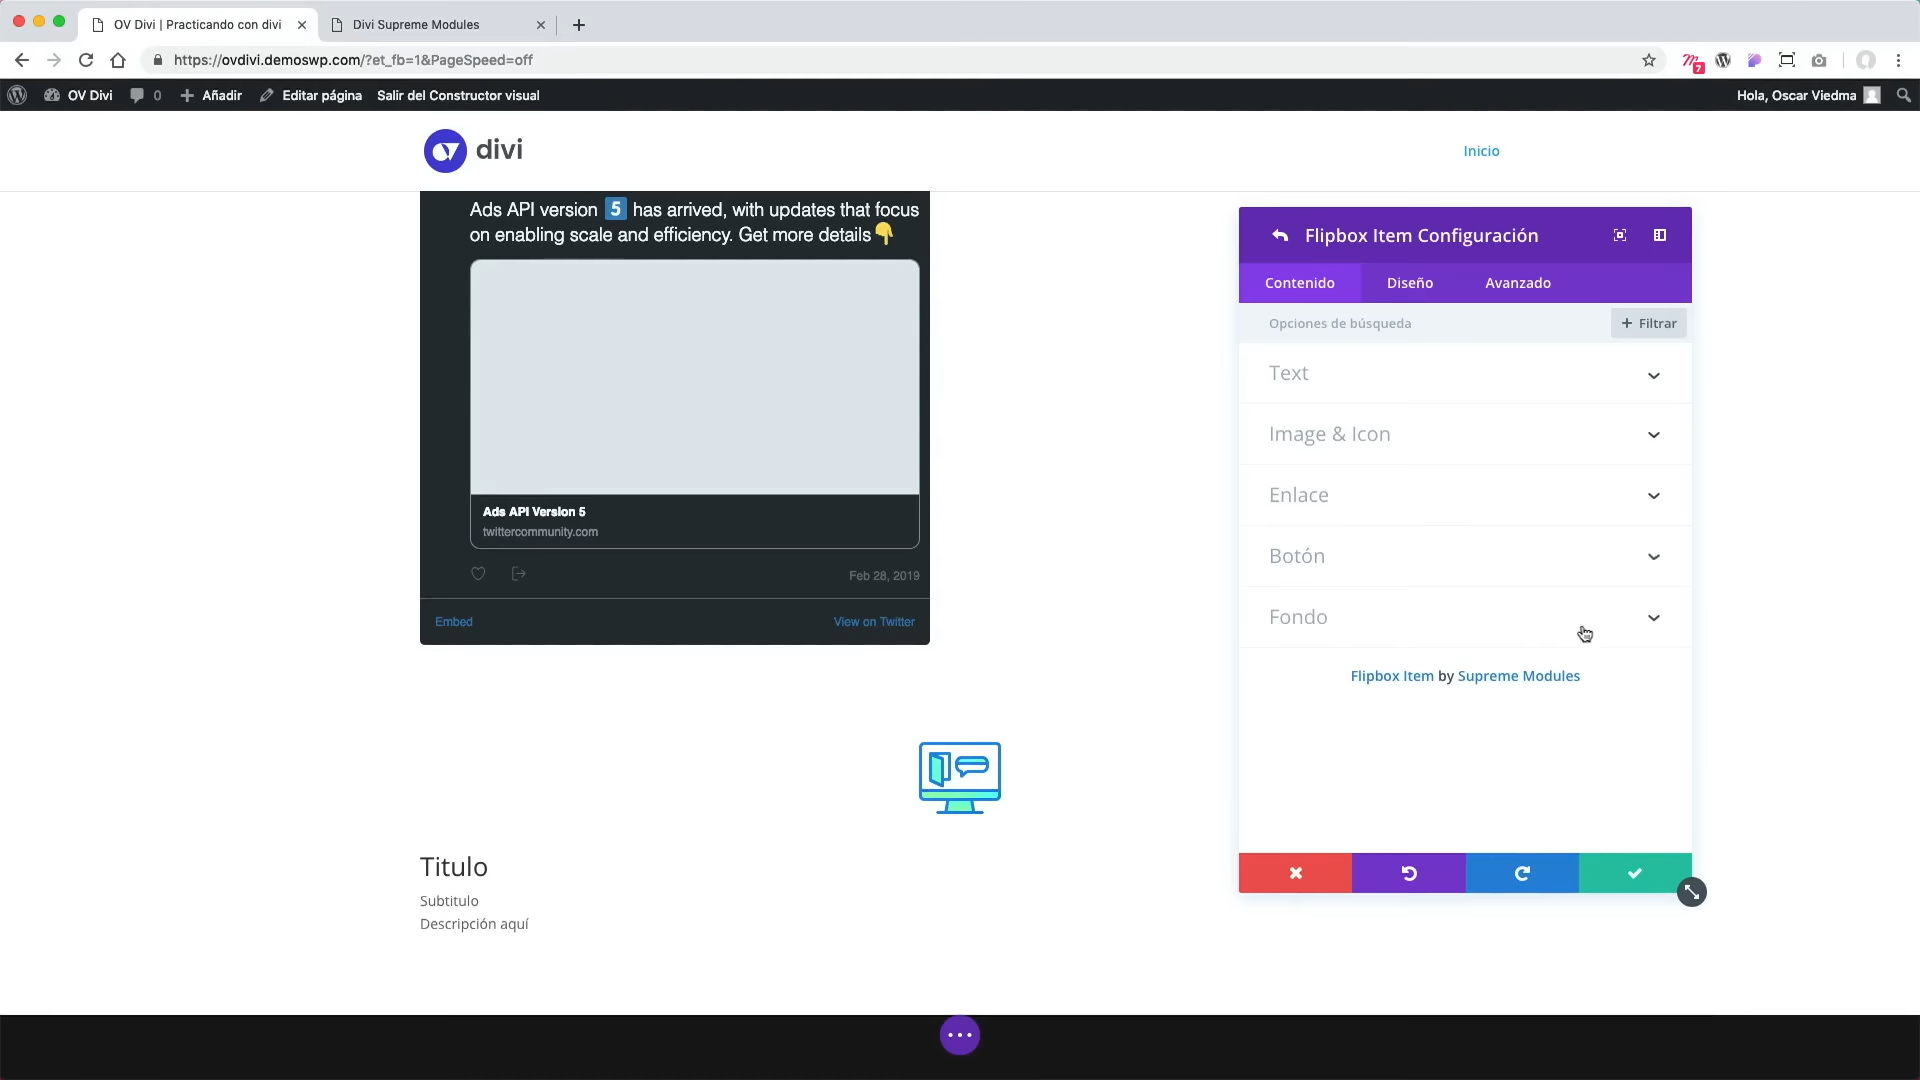 OV Divi | Practicando con divi
Divi Supreme Modules
https://ovdivi.demoswp.com/?et_fb=1&PageSpeed=off
7
OV Divi
0
Añadir
Editar página
Salir del Constructor visual
Hola, Oscar Viedma
divi
Inicio
Ads API version 5 has arrived, with updates that focus
on enabling scale and efficiency. Get more details
Ads API Version 5
twittercommunity.com
Feb 28, 2019
Embed
View on Twitter
Flipbox Item Configuración
Contenido
Diseño
Avanzado
Opciones de búsqueda
+ Filtrar
Text
Image & Icon
Enlace
Botón
Fondo
Flipbox Item by Supreme Modules
Titulo
Subtitulo
Descripción aquí